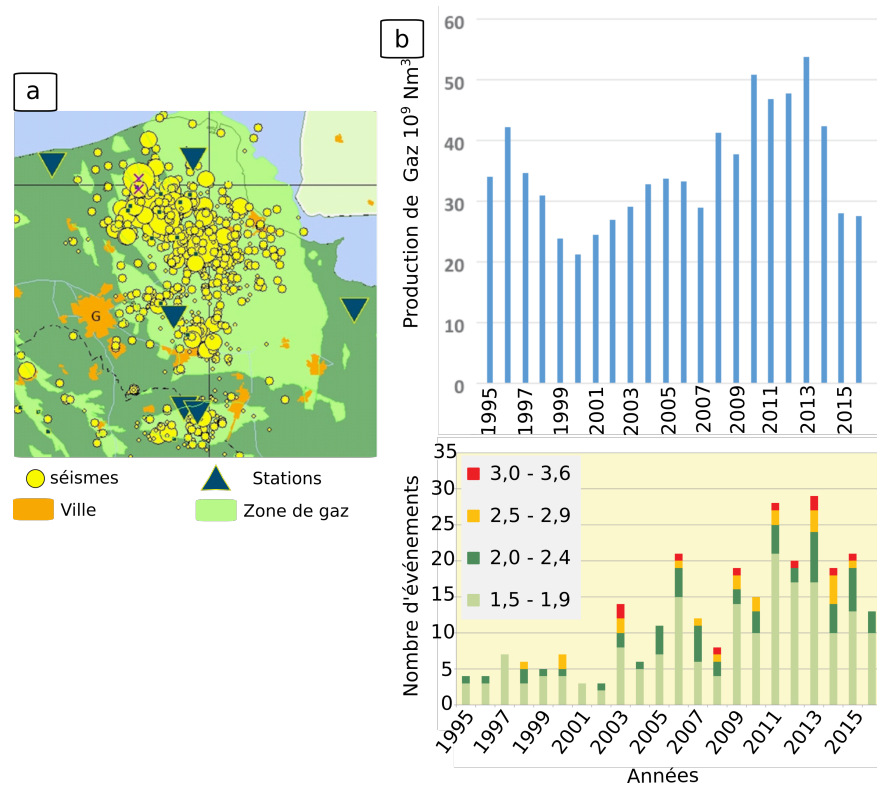 a
G
séismes
Stations
Ville
Zone de gaz
b
Production de Gaz 10⁹ Nm³
60
50
40
30
20
10
0
1995
1997
1999
2001
2003
2005
2007
2009
2011
2013
2015
Nombre d'événements
35
30
25
20
15
10
5
0
3,0 - 3,6
2,5 - 2,9
2,0 - 2,4
1,5 - 1,9
1995
1997
1999
2001
2003
2005
2007
2009
2011
2013
2015
Années